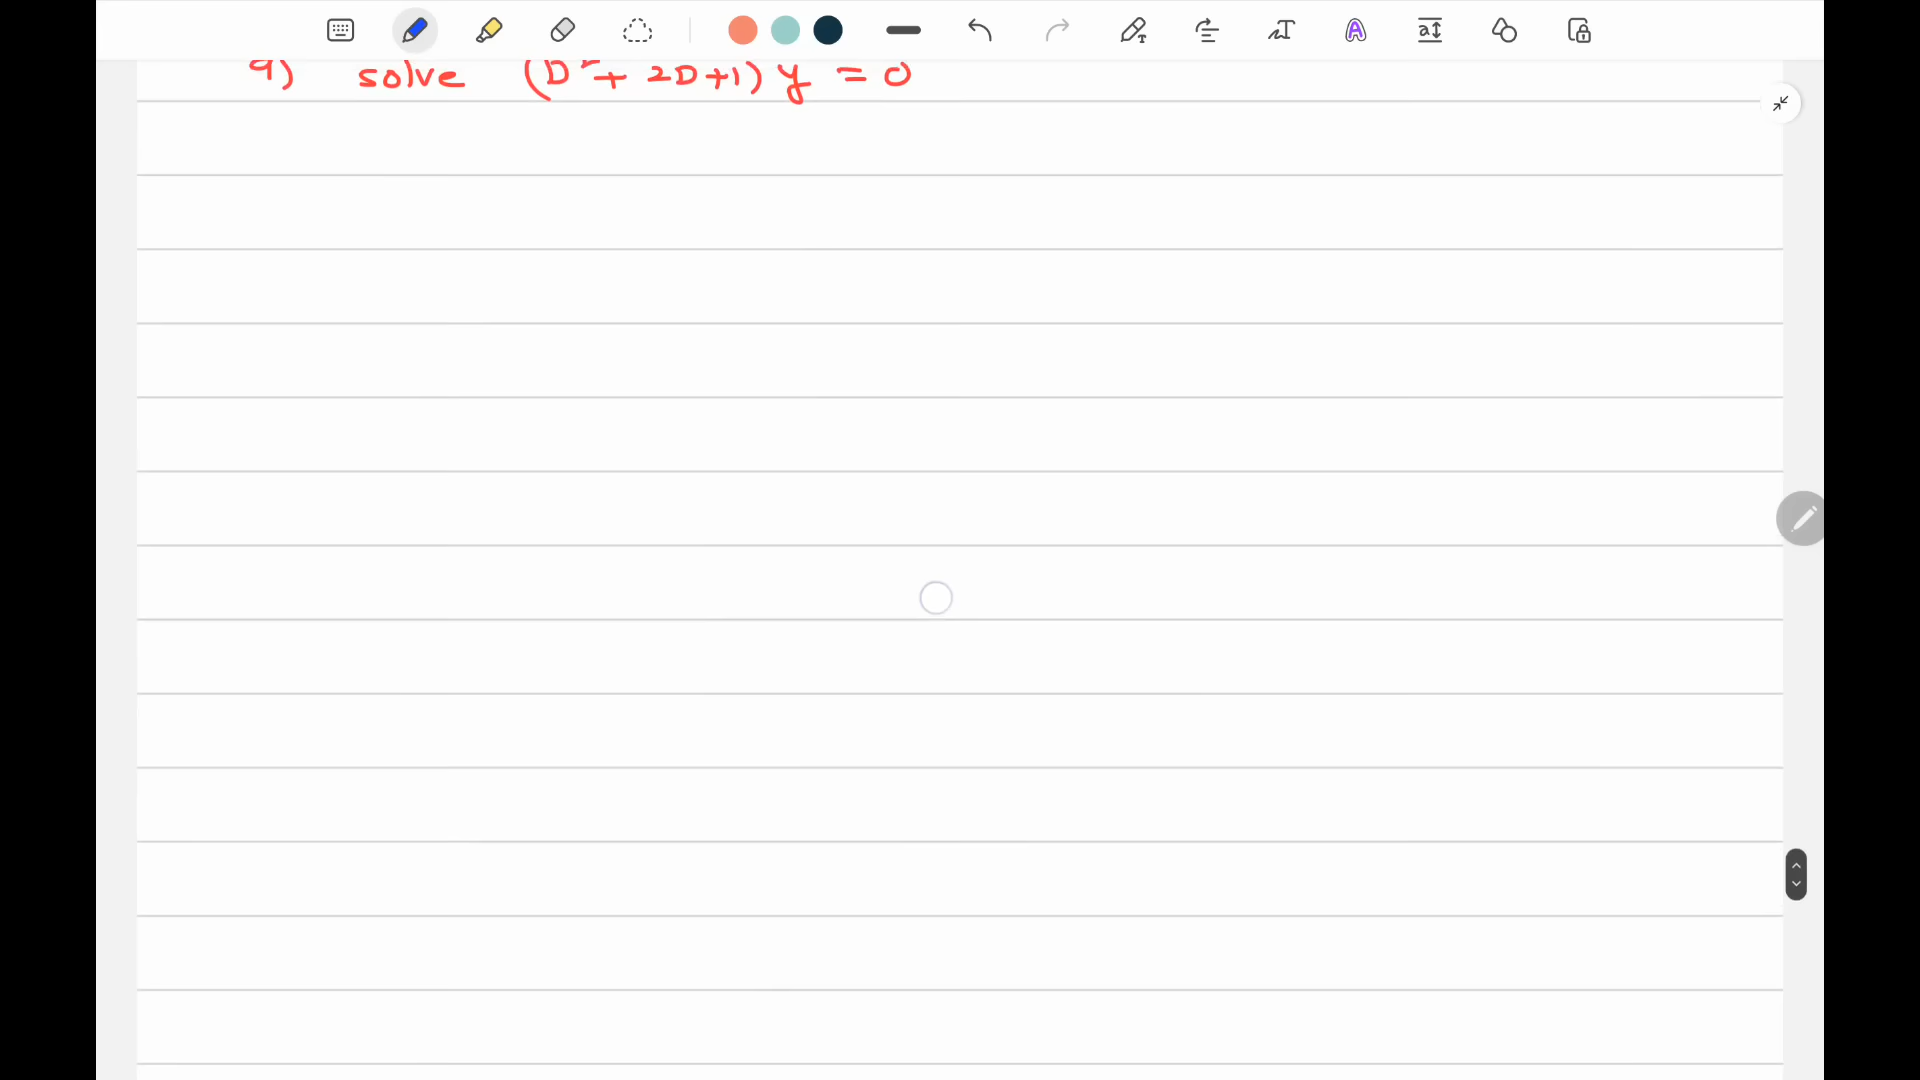 9) solve (D²+ 2D+1) y = 0